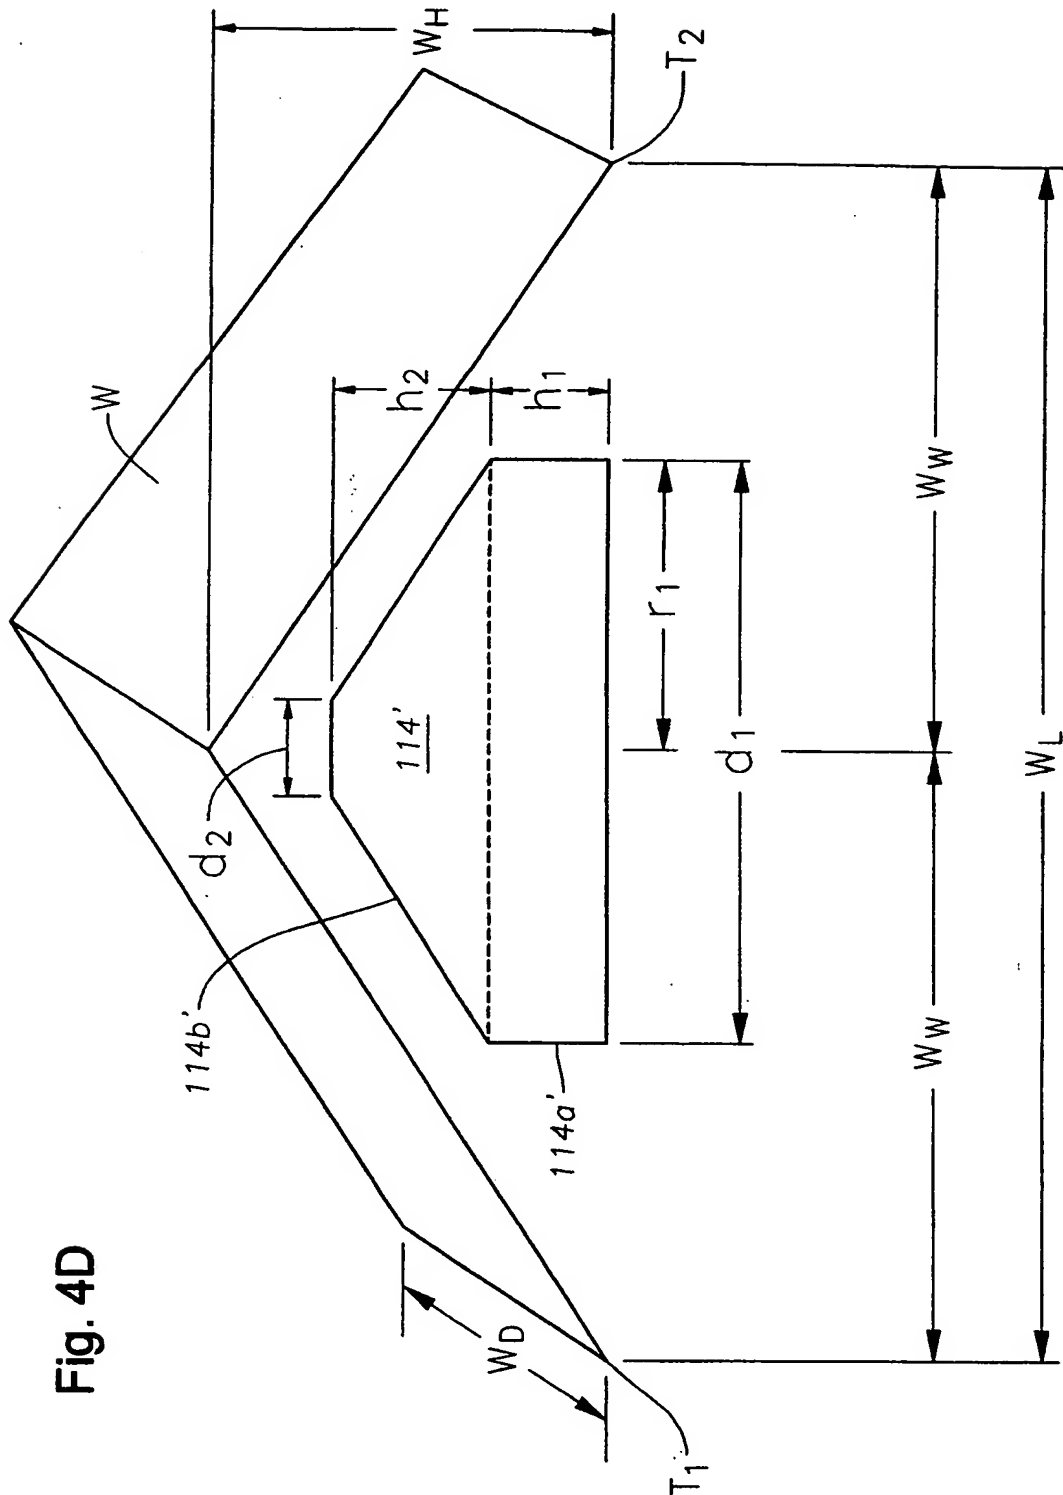 Fig. 4D
W
W_H
T_2
h_2
h_1
d_2
114'
114b'
114a'
r_1
d_1
W_D
W_W
W_W
W_L
T_1